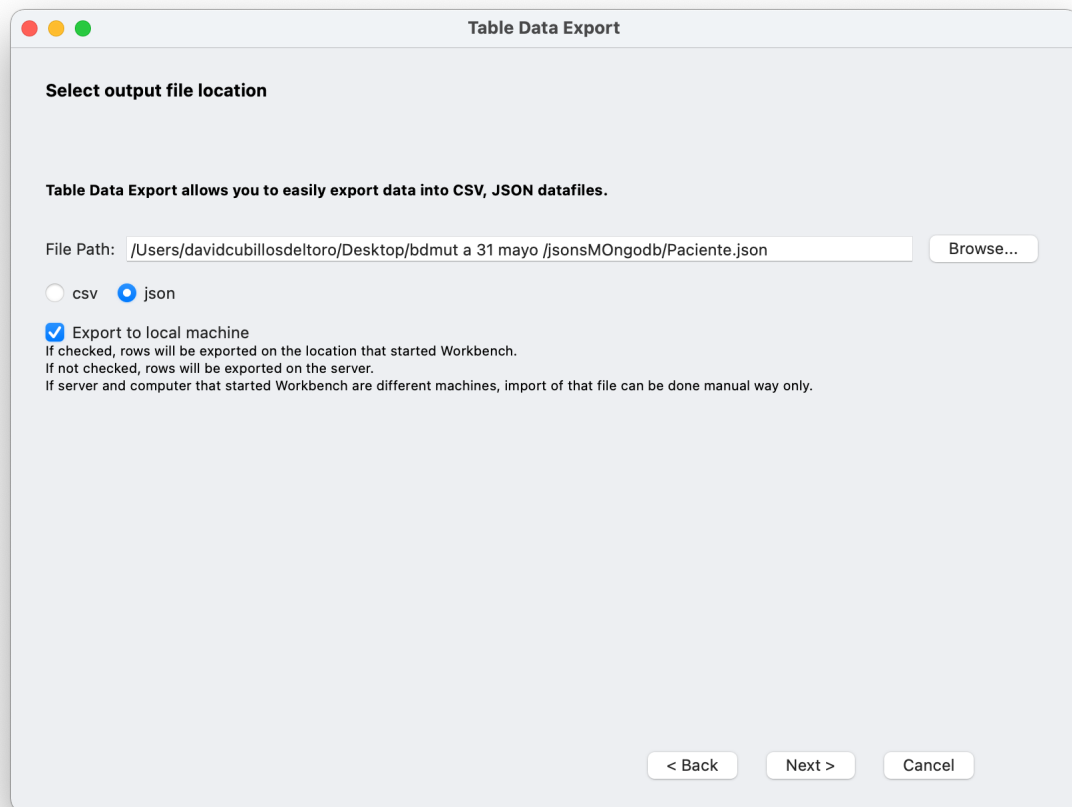 Table Data Export
Select output file location
Table Data Export allows you to easily export data into CSV, JSON datafiles.
File Path: /Users/davidcubillosdeltoro/Desktop/bdmut a 31 mayo /jsonsMOngodb/Paciente.json Browse...
csv json
Export to local machine
If checked, rows will be exported on the location that started Workbench.
If not checked, rows will be exported on the server.
If server and computer that started Workbench are different machines, import of that file can be done manual way only.
< Back Next > Cancel